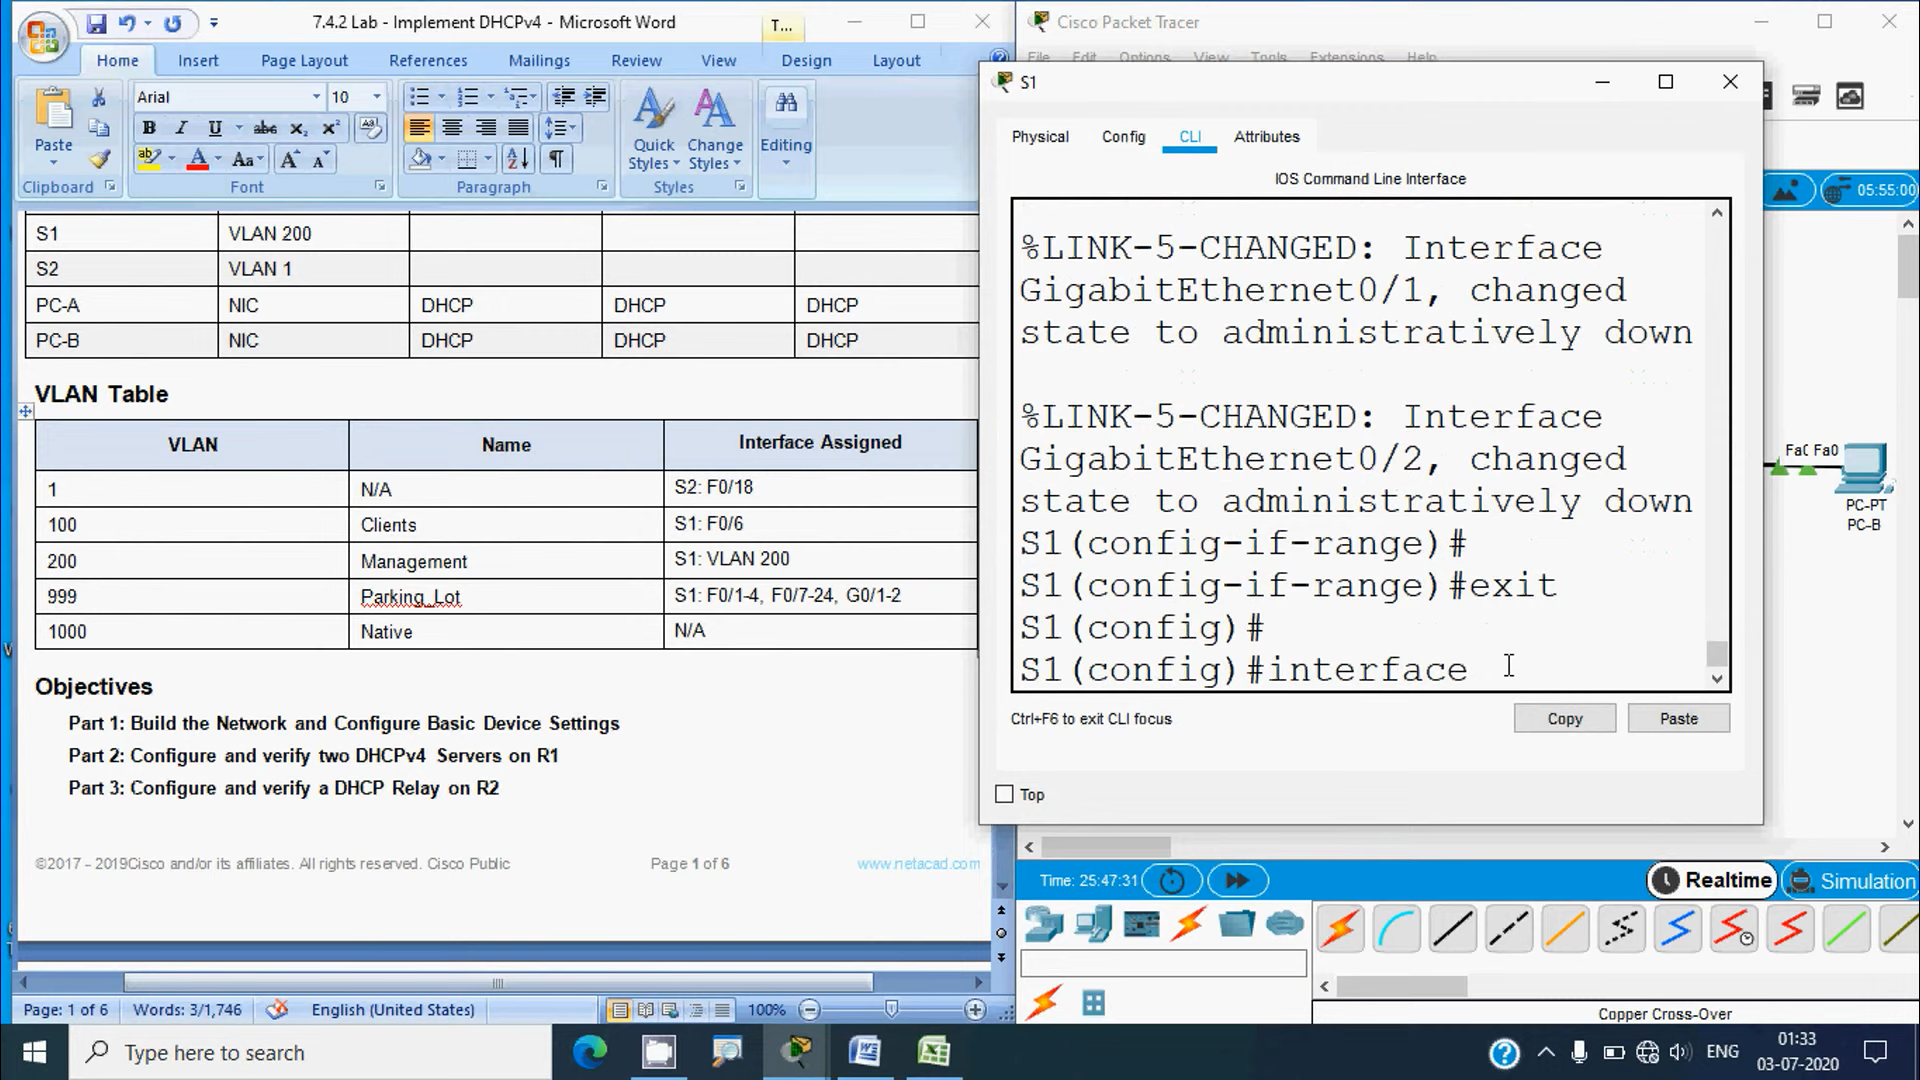 7.4.2 Lab - Implement DHCPv4 - Microsoft Word
T...
Home
Insert
Page Layout
References
Mailings
Review
View
Design
Layout
Paste
Clipboard
Arial
10
Font
Paragraph
Quick Styles
Change Styles
Styles
Editing
S1 VLAN 200
S2 VLAN 1
PC-A NIC DHCP DHCP DHCP
PC-B NIC DHCP DHCP DHCP
VLAN Table
VLAN Name Interface Assigned
1 N/A S2: F0/18
100 Clients S1: F0/6
200 Management S1: VLAN 200
999 Parking_Lot S1: F0/1-4, F0/7-24, G0/1-2
1000 Native N/A
Objectives
Part 1: Build the Network and Configure Basic Device Settings
Part 2: Configure and verify two DHCPv4 Servers on R1
Part 3: Configure and verify a DHCP Relay on R2
©2017 - 2019Cisco and/or its affiliates. All rights reserved. Cisco Public
Page 1 of 6
www.netacad.com
Page: 1 of 6
Words: 3/1,746
English (United States)
100%
Cisco Packet Tracer
File Edit Options View Tools Extensions Help
S1
Physical
Config
CLI
Attributes
IOS Command Line Interface
%LINK-5-CHANGED: Interface
GigabitEthernet0/1, changed
state to administratively down
%LINK-5-CHANGED: Interface
GigabitEthernet0/2, changed
state to administratively down
S1(config-if-range)#
S1(config-if-range)#exit
S1(config)#
S1(config)#interface
Ctrl+F6 to exit CLI focus
Copy
Paste
Top
05:55:00
Fa0
PC-PT
PC-B
Time: 25:47:31
Realtime
Simulation
Copper Cross-Over
Type here to search
ENG
01:33
03-07-2020